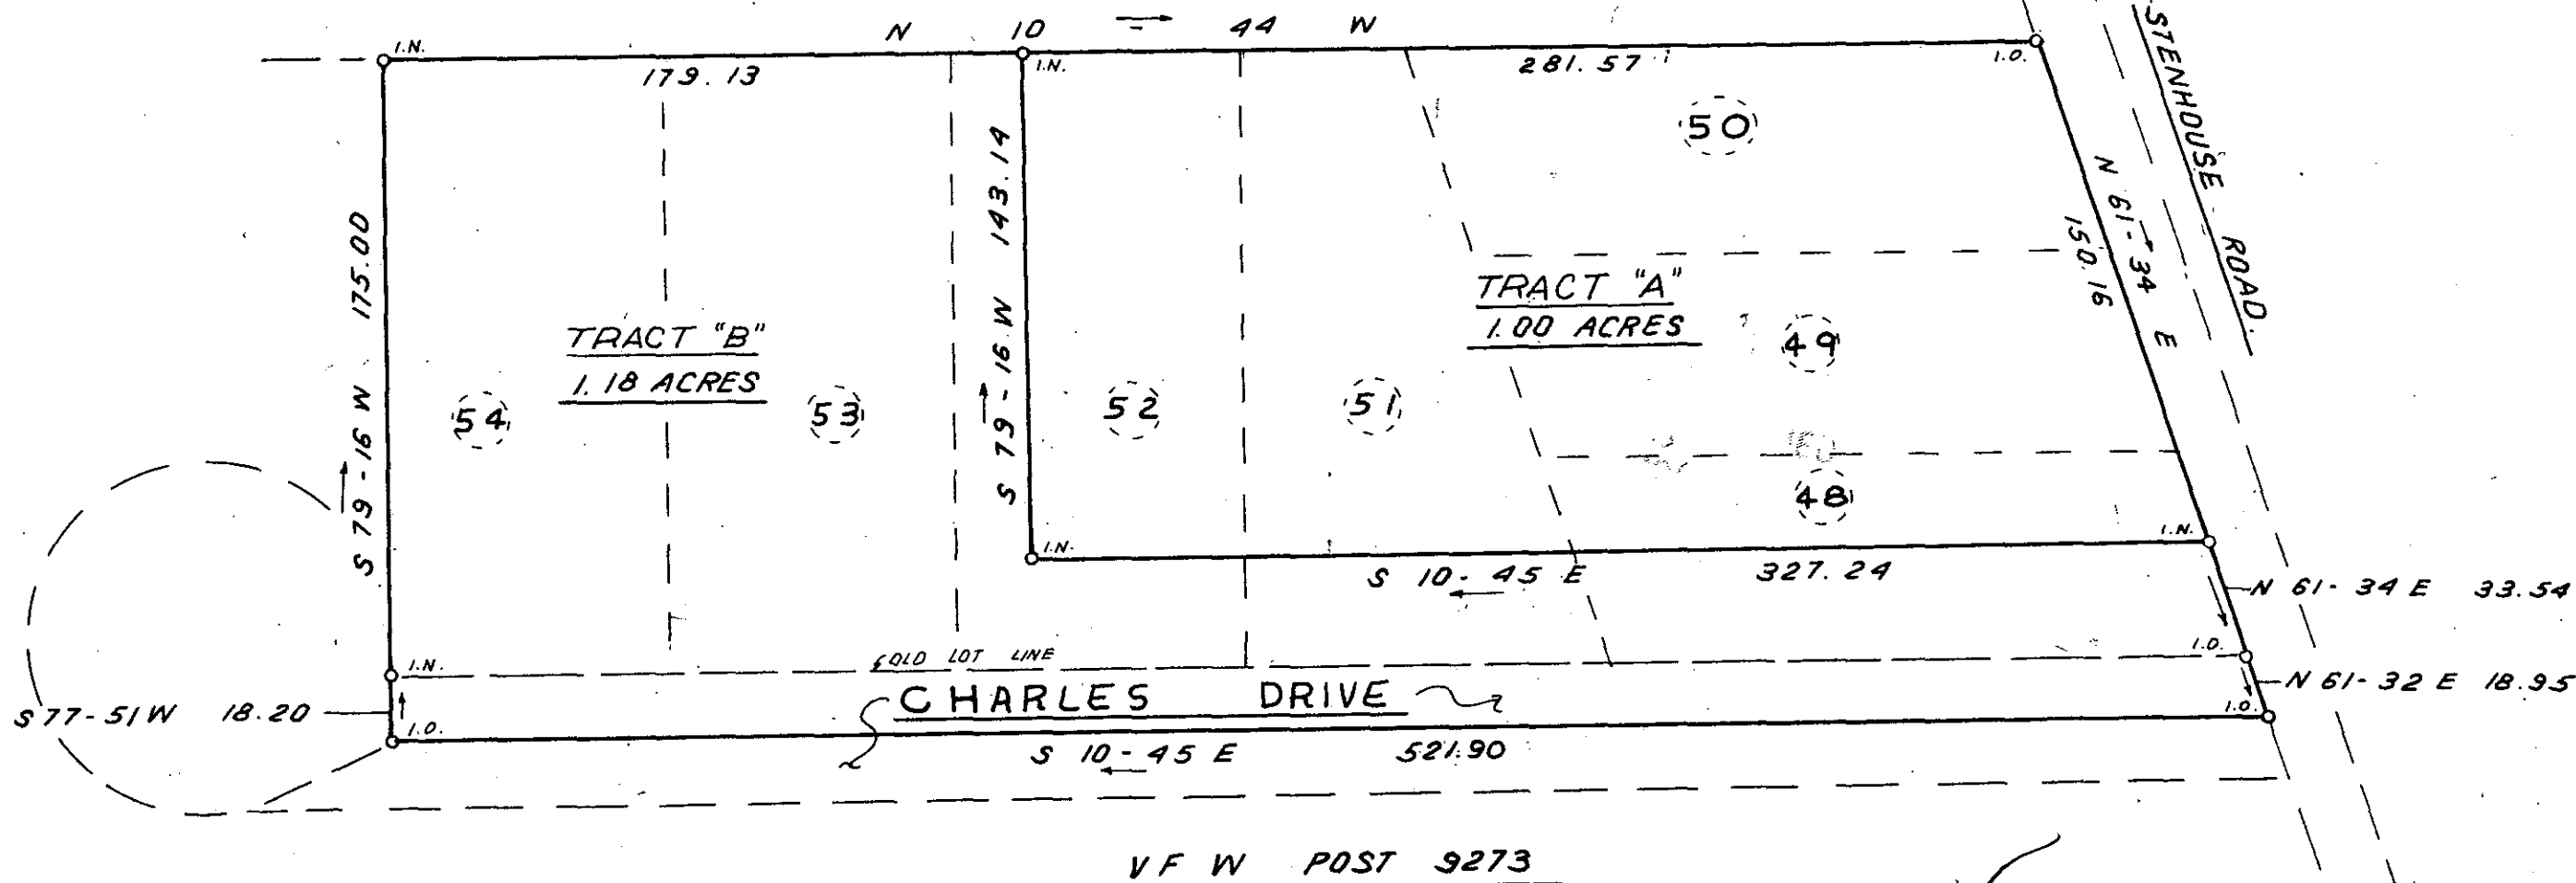 N 10 - 44 W
I.N.
179.13
I.N.
281.57
I.O.
STENHOUSE ROAD
50
N 61-34 E
150.16
S 79-16 W 175.00
S 79-16 W 143.14
TRACT "B"
1.18 ACRES
TRACT "A"
1.00 ACRES
49
54
53
52
51
48
I.N.
I.N.
S 10-45 E 327.24
N 61-34 E 33.54
I.N.
OLD LOT LINE
I.O.
CHARLES DRIVE
N 61-32 E 18.95
S 77-51 W 18.20
I.O.
I.O.
S 10-45 E 521.90
VFW POST 9273